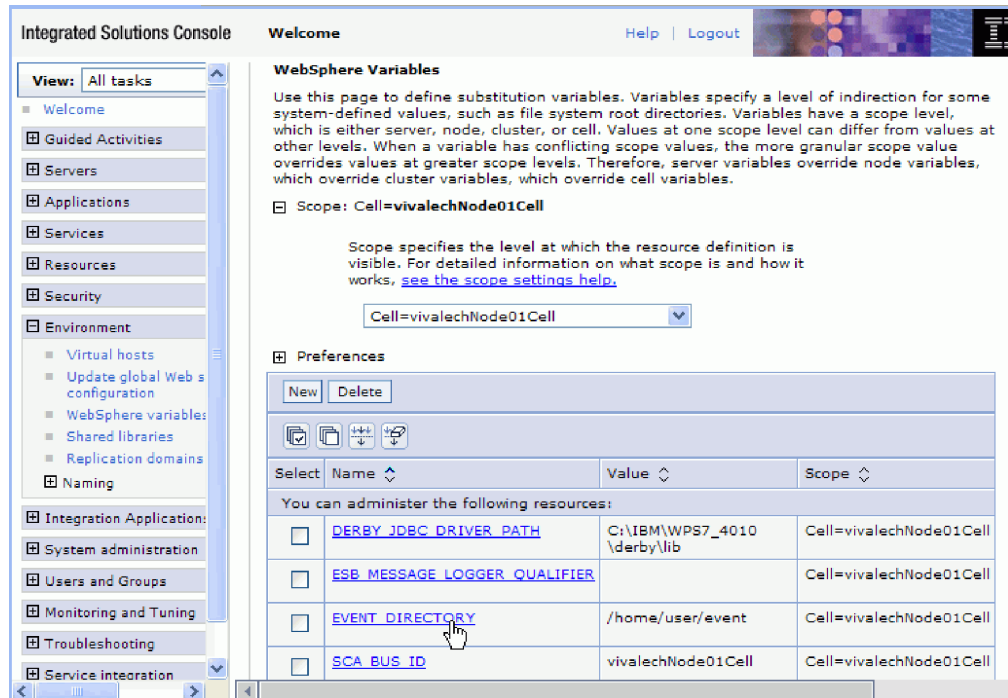 Integrated Solutions Console
Welcome
Help | Logout
View: All tasks
Welcome
Guided Activities
Servers
Applications
Services
Resources
Security
Environment
Virtual hosts
Update global Web s
configuration
WebSphere variables
Shared libraries
Replication domains
Naming
Integration Applications
System administration
Users and Groups
Monitoring and Tuning
Troubleshooting
Service integration
WebSphere Variables
Use this page to define substitution variables. Variables specify a level of indirection for some
system-defined values, such as file system root directories. Variables have a scope level,
which is either server, node, cluster, or cell. Values at one scope level can differ from values at
other levels. When a variable has conflicting scope values, the more granular scope value
overrides values at greater scope levels. Therefore, server variables override node variables,
which override cluster variables, which override cell variables.
Scope: Cell=vivalechNode01Cell
Scope specifies the level at which the resource definition is
visible. For detailed information on what scope is and how it
works, see the scope settings help.
Cell=vivalechNode01Cell
Preferences
New Delete
Select Name Value Scope
You can administer the following resources:
DERBY_JDBC_DRIVER_PATH C:\IBM\WPS7_4010 Cell=vivalechNode01Cell
\derby\lib
ESB_MESSAGE_LOGGER_QUALIFIER Cell=vivalechNode01Cell
EVENT_DIRECTORY /home/user/event Cell=vivalechNode01Cell
SCA_BUS_ID vivalechNode01Cell Cell=vivalechNode01Cell